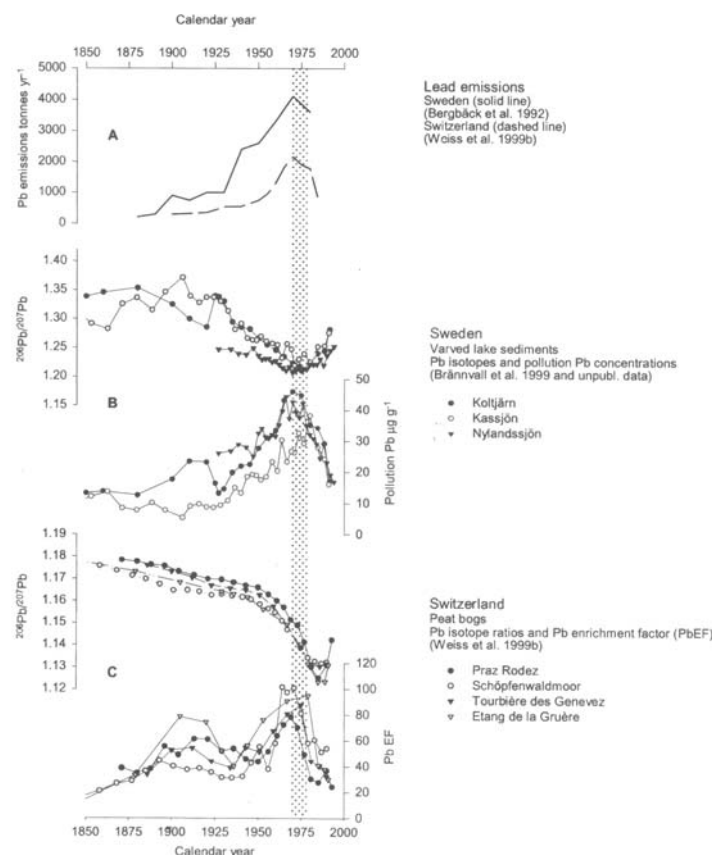 Calendar year
1850 1875 1900 1925 1950 1975 2000
5000
4000
3000
2000
1000
0
Pb emissions tonnes yr⁻¹
A
Lead emissions
Sweden (solid line)
(Bergbäck et al. 1992)
Switzerland (dashed line)
(Weiss et al. 1999b)
1.40
1.35
1.30
1.25
1.20
1.15
²⁰⁶Pb/²⁰⁷Pb
B
50
40
30
20
10
0
Pollution Pb µg g⁻¹
Sweden
Varved lake sediments
Pb isotopes and pollution Pb concentrations
(Brännvall et al. 1999 and unpubl. data)
Koltjärn
Kassjön
Nylandssjön
1.19
1.18
1.17
1.16
1.15
1.14
1.13
1.12
²⁰⁶Pb/²⁰⁷Pb
C
120
100
80
60
40
20
0
Pb EF
Switzerland
Peat bogs
Pb isotope ratios and Pb enrichment factor (PbEF)
(Weiss et al. 1999b)
Praz Rodez
Schöpfenwaldmoor
Tourbière des Genevez
Etang de la Gruère
1850 1875 1900 1925 1950 1975 2000
Calendar year